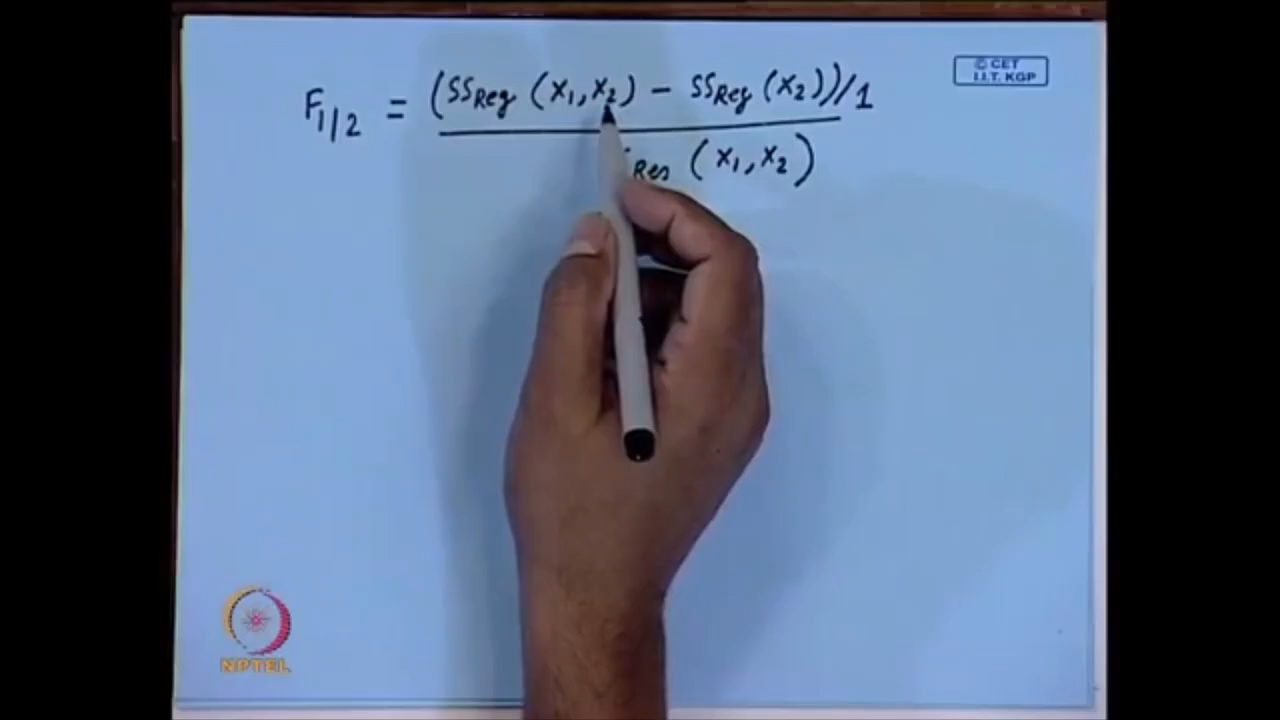 F1/2 = (SSReg (X1, X2) - SSReg (X2))/1
Res (X1, X2)
© CET
I.I.T. KGP
NPTEL